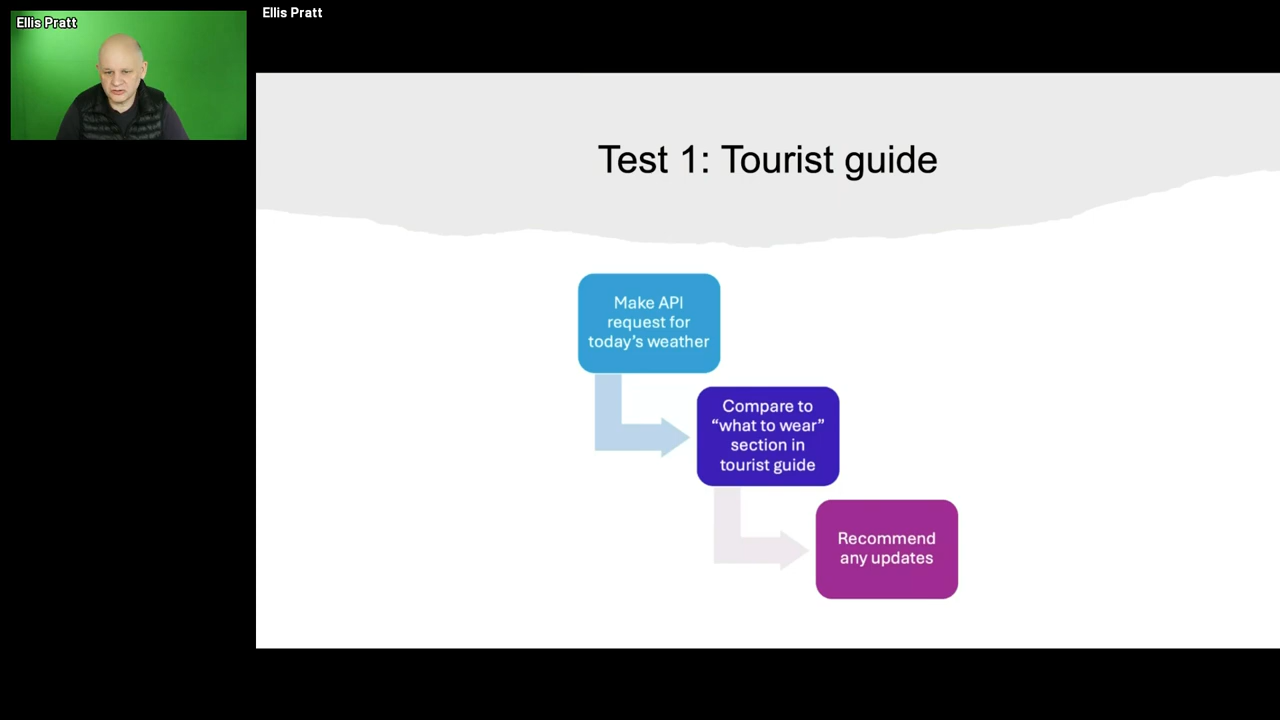 Ellis Pratt
Ellis Pratt
Test 1: Tourist guide
Make API
request for
today’s weather
Compare to
“what to wear”
section in
tourist guide
Recommend
any updates